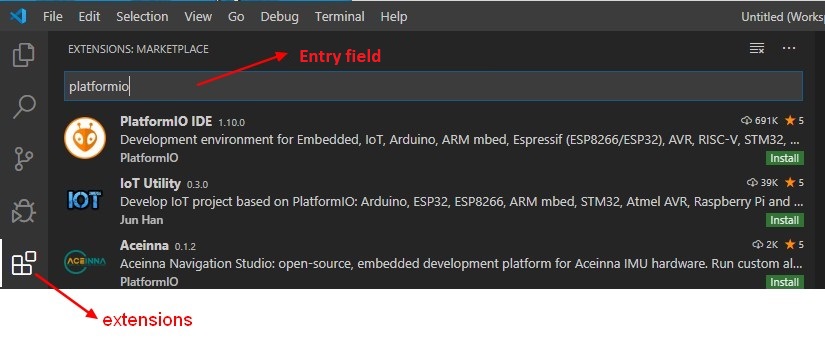 File Edit Selection View Go Debug Terminal Help Untitled (Works
EXTENSIONS: MARKETPLACE
Entry field
platformio
PlatformIO IDE 1.10.0 691K 5
Development environment for Embedded, IoT, Arduino, ARM mbed, Espressif (ESP8266/ESP32), AVR, RISC-V, STM32, ...
PlatformIO Install
IOT
IoT Utility 0.3.0 39K 5
Develop IoT project based on PlatformIO: Arduino, ESP32, ESP8266, ARM mbed, STM32, Atmel AVR, Raspberry Pi and ...
Jun Han Install
ACEINNA
Aceinna 0.1.2 2K 5
Aceinna Navigation Studio: open-source, embedded development platform for Aceinna IMU hardware. Run custom al...
PlatformIO Install
extensions